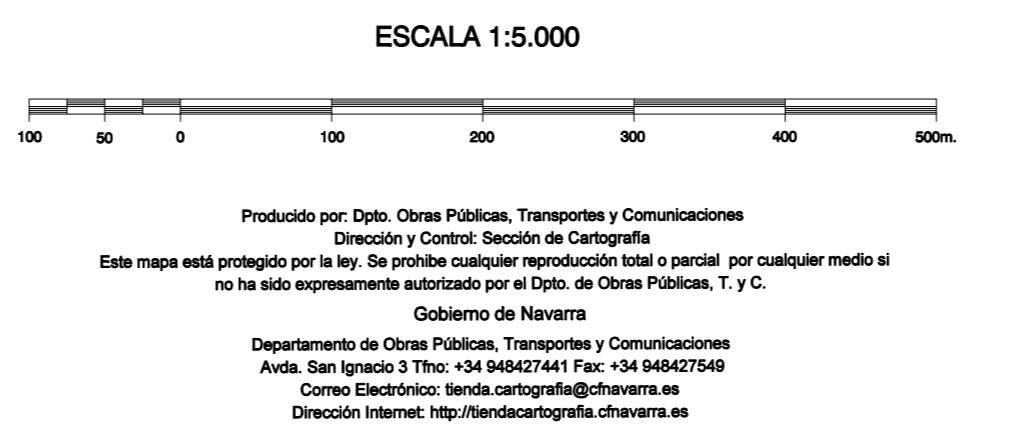 ESCALA 1:5.000
100 50 0 100 200 300 400 500m.
Producido por: Dpto. Obras Públicas, Transportes y Comunicaciones
Dirección y Control: Sección de Cartografía
Este mapa está protegido por la ley. Se prohibe cualquier reproducción total o parcial por cualquier medio si
no ha sido expresamente autorizado por el Dpto. de Obras Públicas, T. y C.
Gobierno de Navarra
Departamento de Obras Públicas, Transportes y Comunicaciones
Avda. San Ignacio 3 Tfno: +34 948427441 Fax: +34 948427549
Correo Electrónico: tienda.cartografia@cfnavarra.es
Dirección Internet: http://tiendacartografia.cfnavarra.es